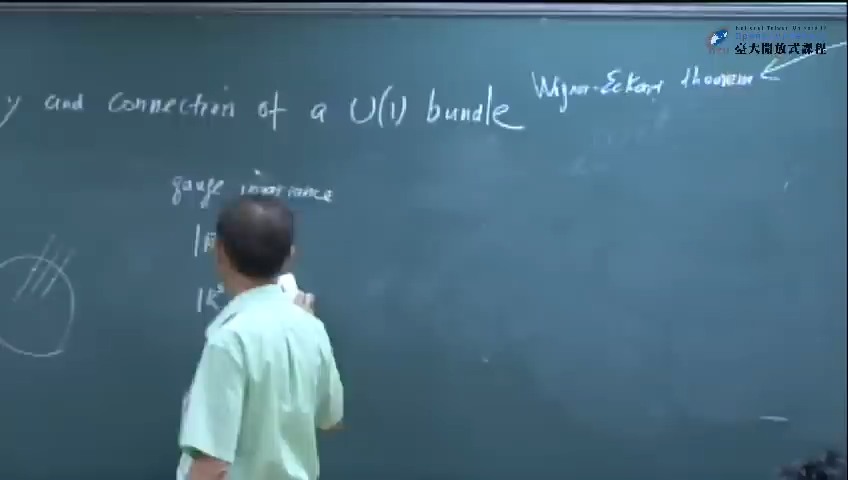 y and connection of a U(1) bundle
Wigner-Eckart theorem
gauge invariance
臺大開放式課程